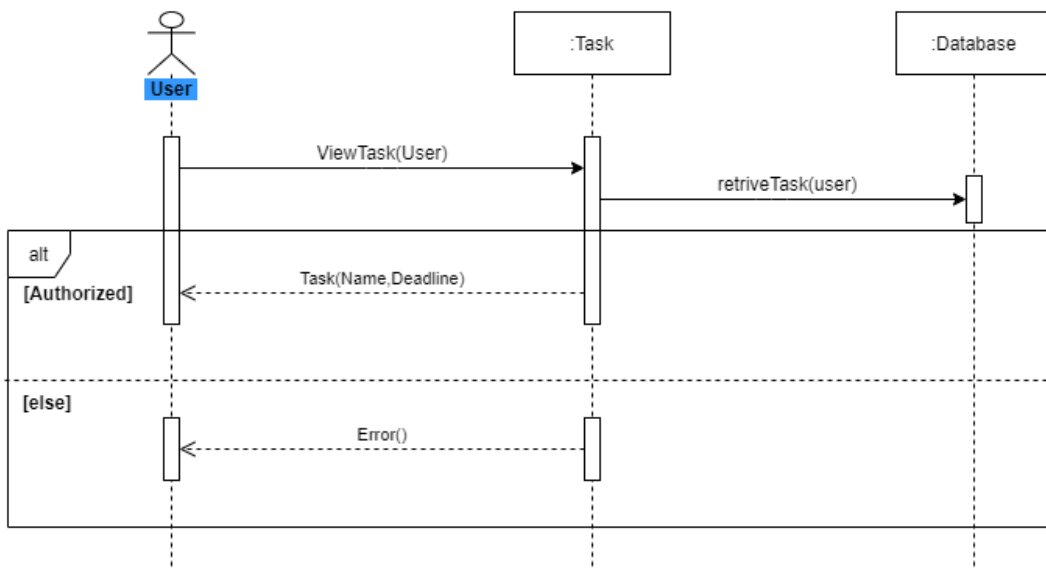 :Task
:Database
User
ViewTask(User)
retriveTask(user)
alt
Task(Name,Deadline)
[Authorized]
[else]
Error()